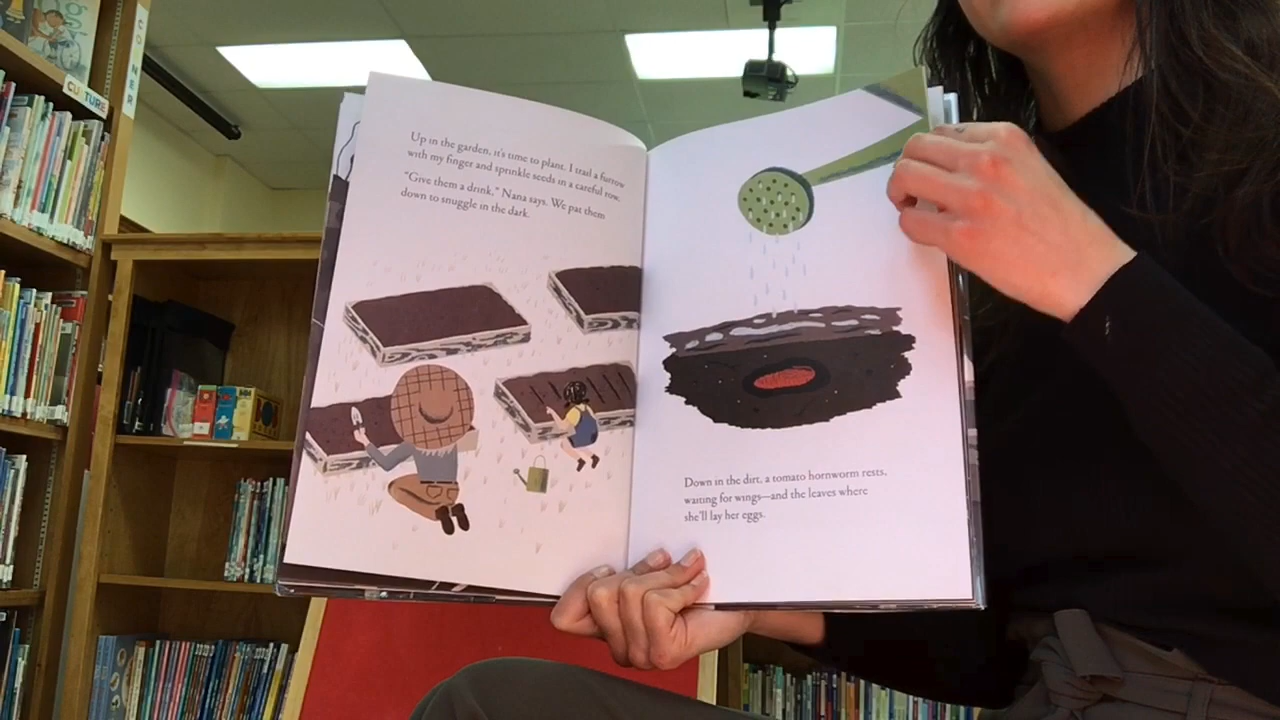 CULTURE
Up in the garden, it's time to plant. I trail a furrow
with my finger and sprinkle seeds in a careful row.
"Give them a drink," Nana says. We pat them
down to snuggle in the dark.
Down in the dirt, a tomato hornworm rests,
waiting for wings—and the leaves where
she'll lay her eggs.